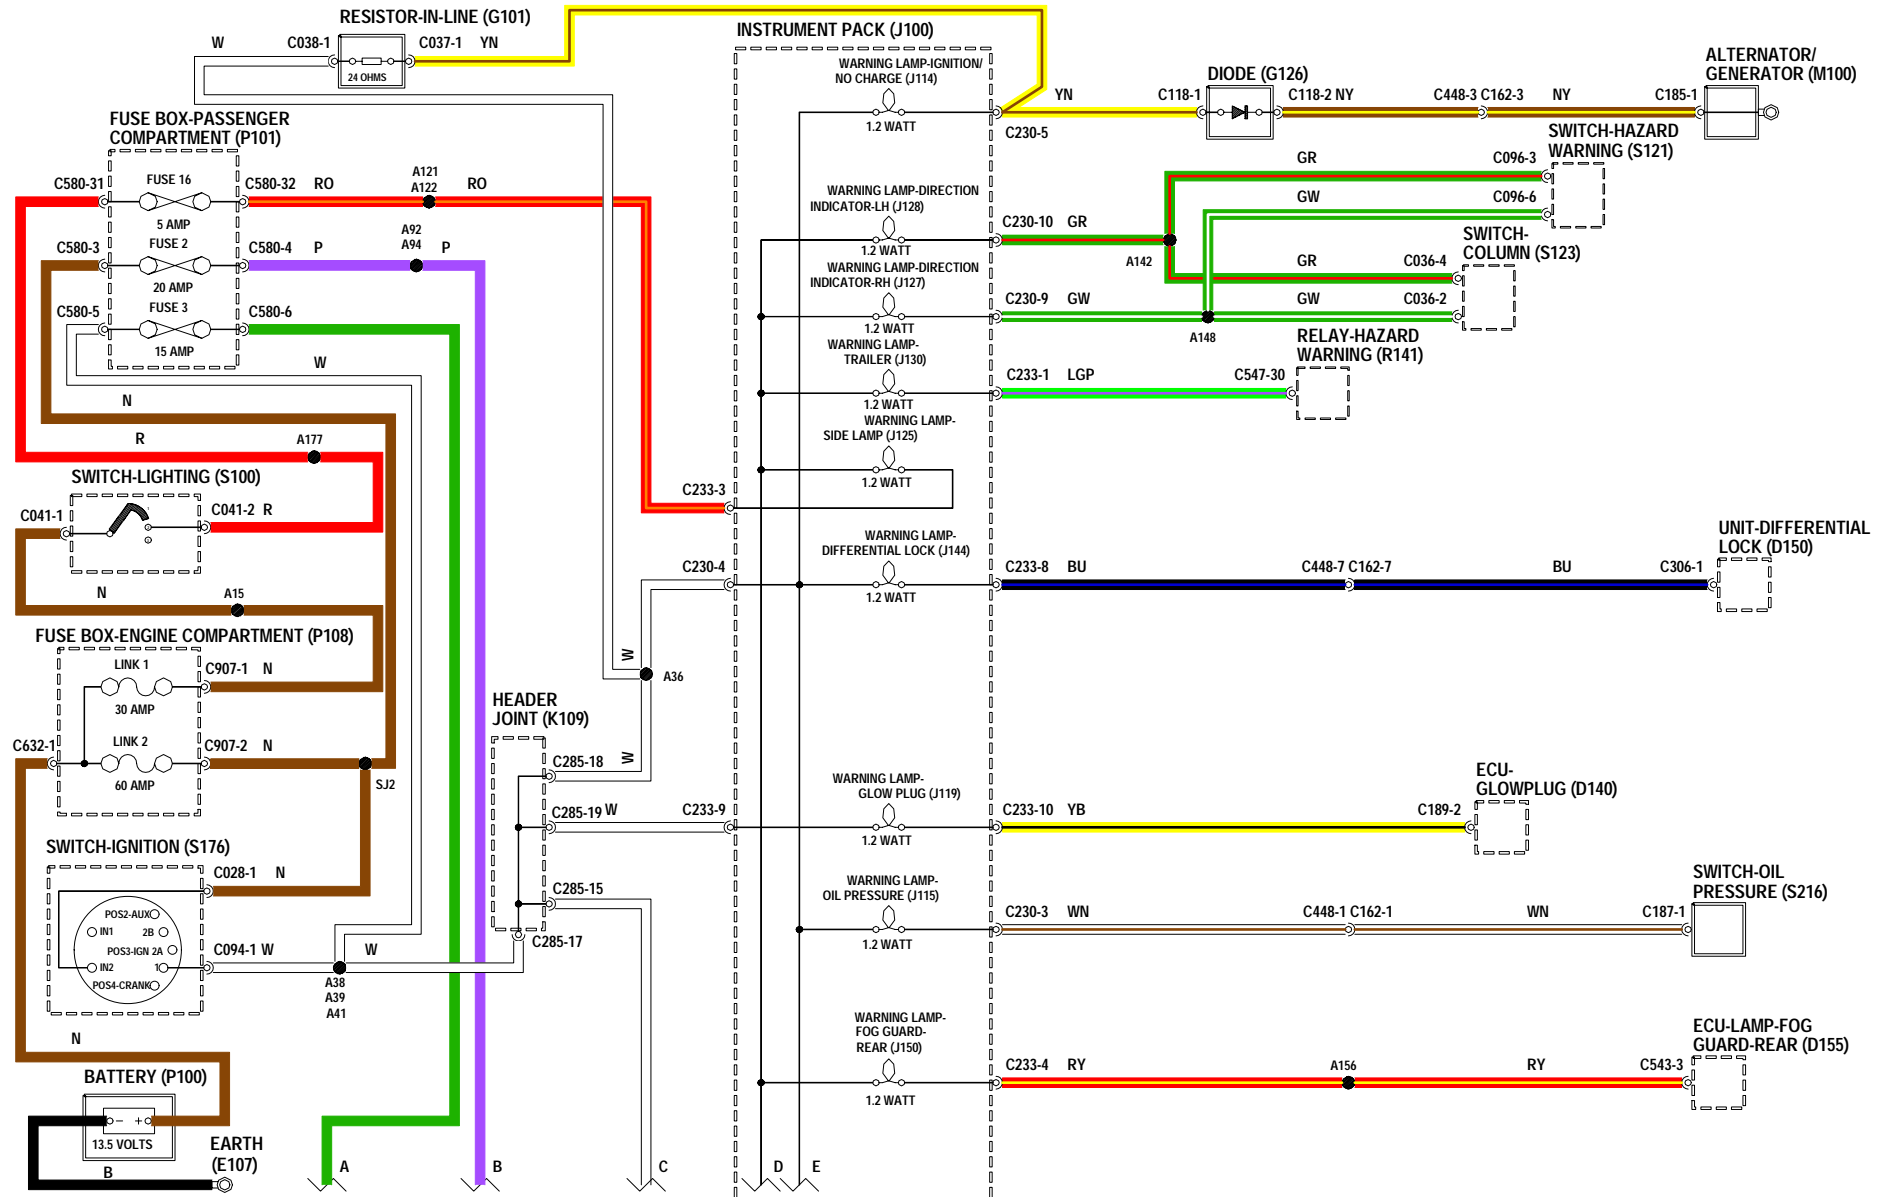 RESISTOR-IN-LINE (G101)
W
C038-1
C037-1
YN
24 OHMS
INSTRUMENT PACK (J100)
WARNING LAMP-IGNITION/
NO CHARGE (J114)
1.2 WATT
C230-5
YN
C118-1
DIODE (G126)
C118-2 NY
C448-3 C162-3
NY
C185-1
ALTERNATOR/
GENERATOR (M100)
FUSE BOX-PASSENGER
COMPARTMENT (P101)
C580-31
FUSE 16
5 AMP
C580-32
RO
A121
A122
RO
C580-3
FUSE 2
20 AMP
C580-4
P
A92
A94
P
C580-5
FUSE 3
15 AMP
C580-6
W
N
R
A177
WARNING LAMP-DIRECTION
INDICATOR-LH (J128)
1.2 WATT
C230-10
GR
A142
GR
C096-3
GW
C096-6
SWITCH-HAZARD
WARNING (S121)
SWITCH-
COLUMN (S123)
GR
C036-4
WARNING LAMP-DIRECTION
INDICATOR-RH (J127)
1.2 WATT
C230-9
GW
A148
GW
C036-2
RELAY-HAZARD
WARNING (R141)
WARNING LAMP-
TRAILER (J130)
1.2 WATT
C233-1
LGP
C547-30
WARNING LAMP-
SIDE LAMP (J125)
1.2 WATT
C233-3
SWITCH-LIGHTING (S100)
C041-1
C041-2 R
N
A15
WARNING LAMP-
DIFFERENTIAL LOCK (J144)
1.2 WATT
C230-4
C233-8
BU
C448-7 C162-7
BU
C306-1
UNIT-DIFFERENTIAL
LOCK (D150)
FUSE BOX-ENGINE COMPARTMENT (P108)
LINK 1
30 AMP
C907-1
N
C632-1
LINK 2
60 AMP
C907-2
N
SJ2
W
A36
W
HEADER
JOINT (K109)
C285-18
C285-19 W
C285-15
C285-17
C233-9
WARNING LAMP-
GLOW PLUG (J119)
1.2 WATT
C233-10
YB
C189-2
ECU-
GLOWPLUG (D140)
SWITCH-IGNITION (S176)
C028-1
N
POS2-AUX
IN1
2B
POS3-IGN 2A
IN2
1
POS4-CRANK
C094-1 W
W
A38
A39
A41
WARNING LAMP-
OIL PRESSURE (J115)
1.2 WATT
C230-3
WN
C448-1 C162-1
WN
C187-1
SWITCH-OIL
PRESSURE (S216)
WARNING LAMP-
FOG GUARD-
REAR (J150)
1.2 WATT
C233-4
RY
A156
RY
C543-3
ECU-LAMP-FOG
GUARD-REAR (D155)
N
BATTERY (P100)
- +
13.5 VOLTS
B
EARTH
(E107)
A
B
C
D
E